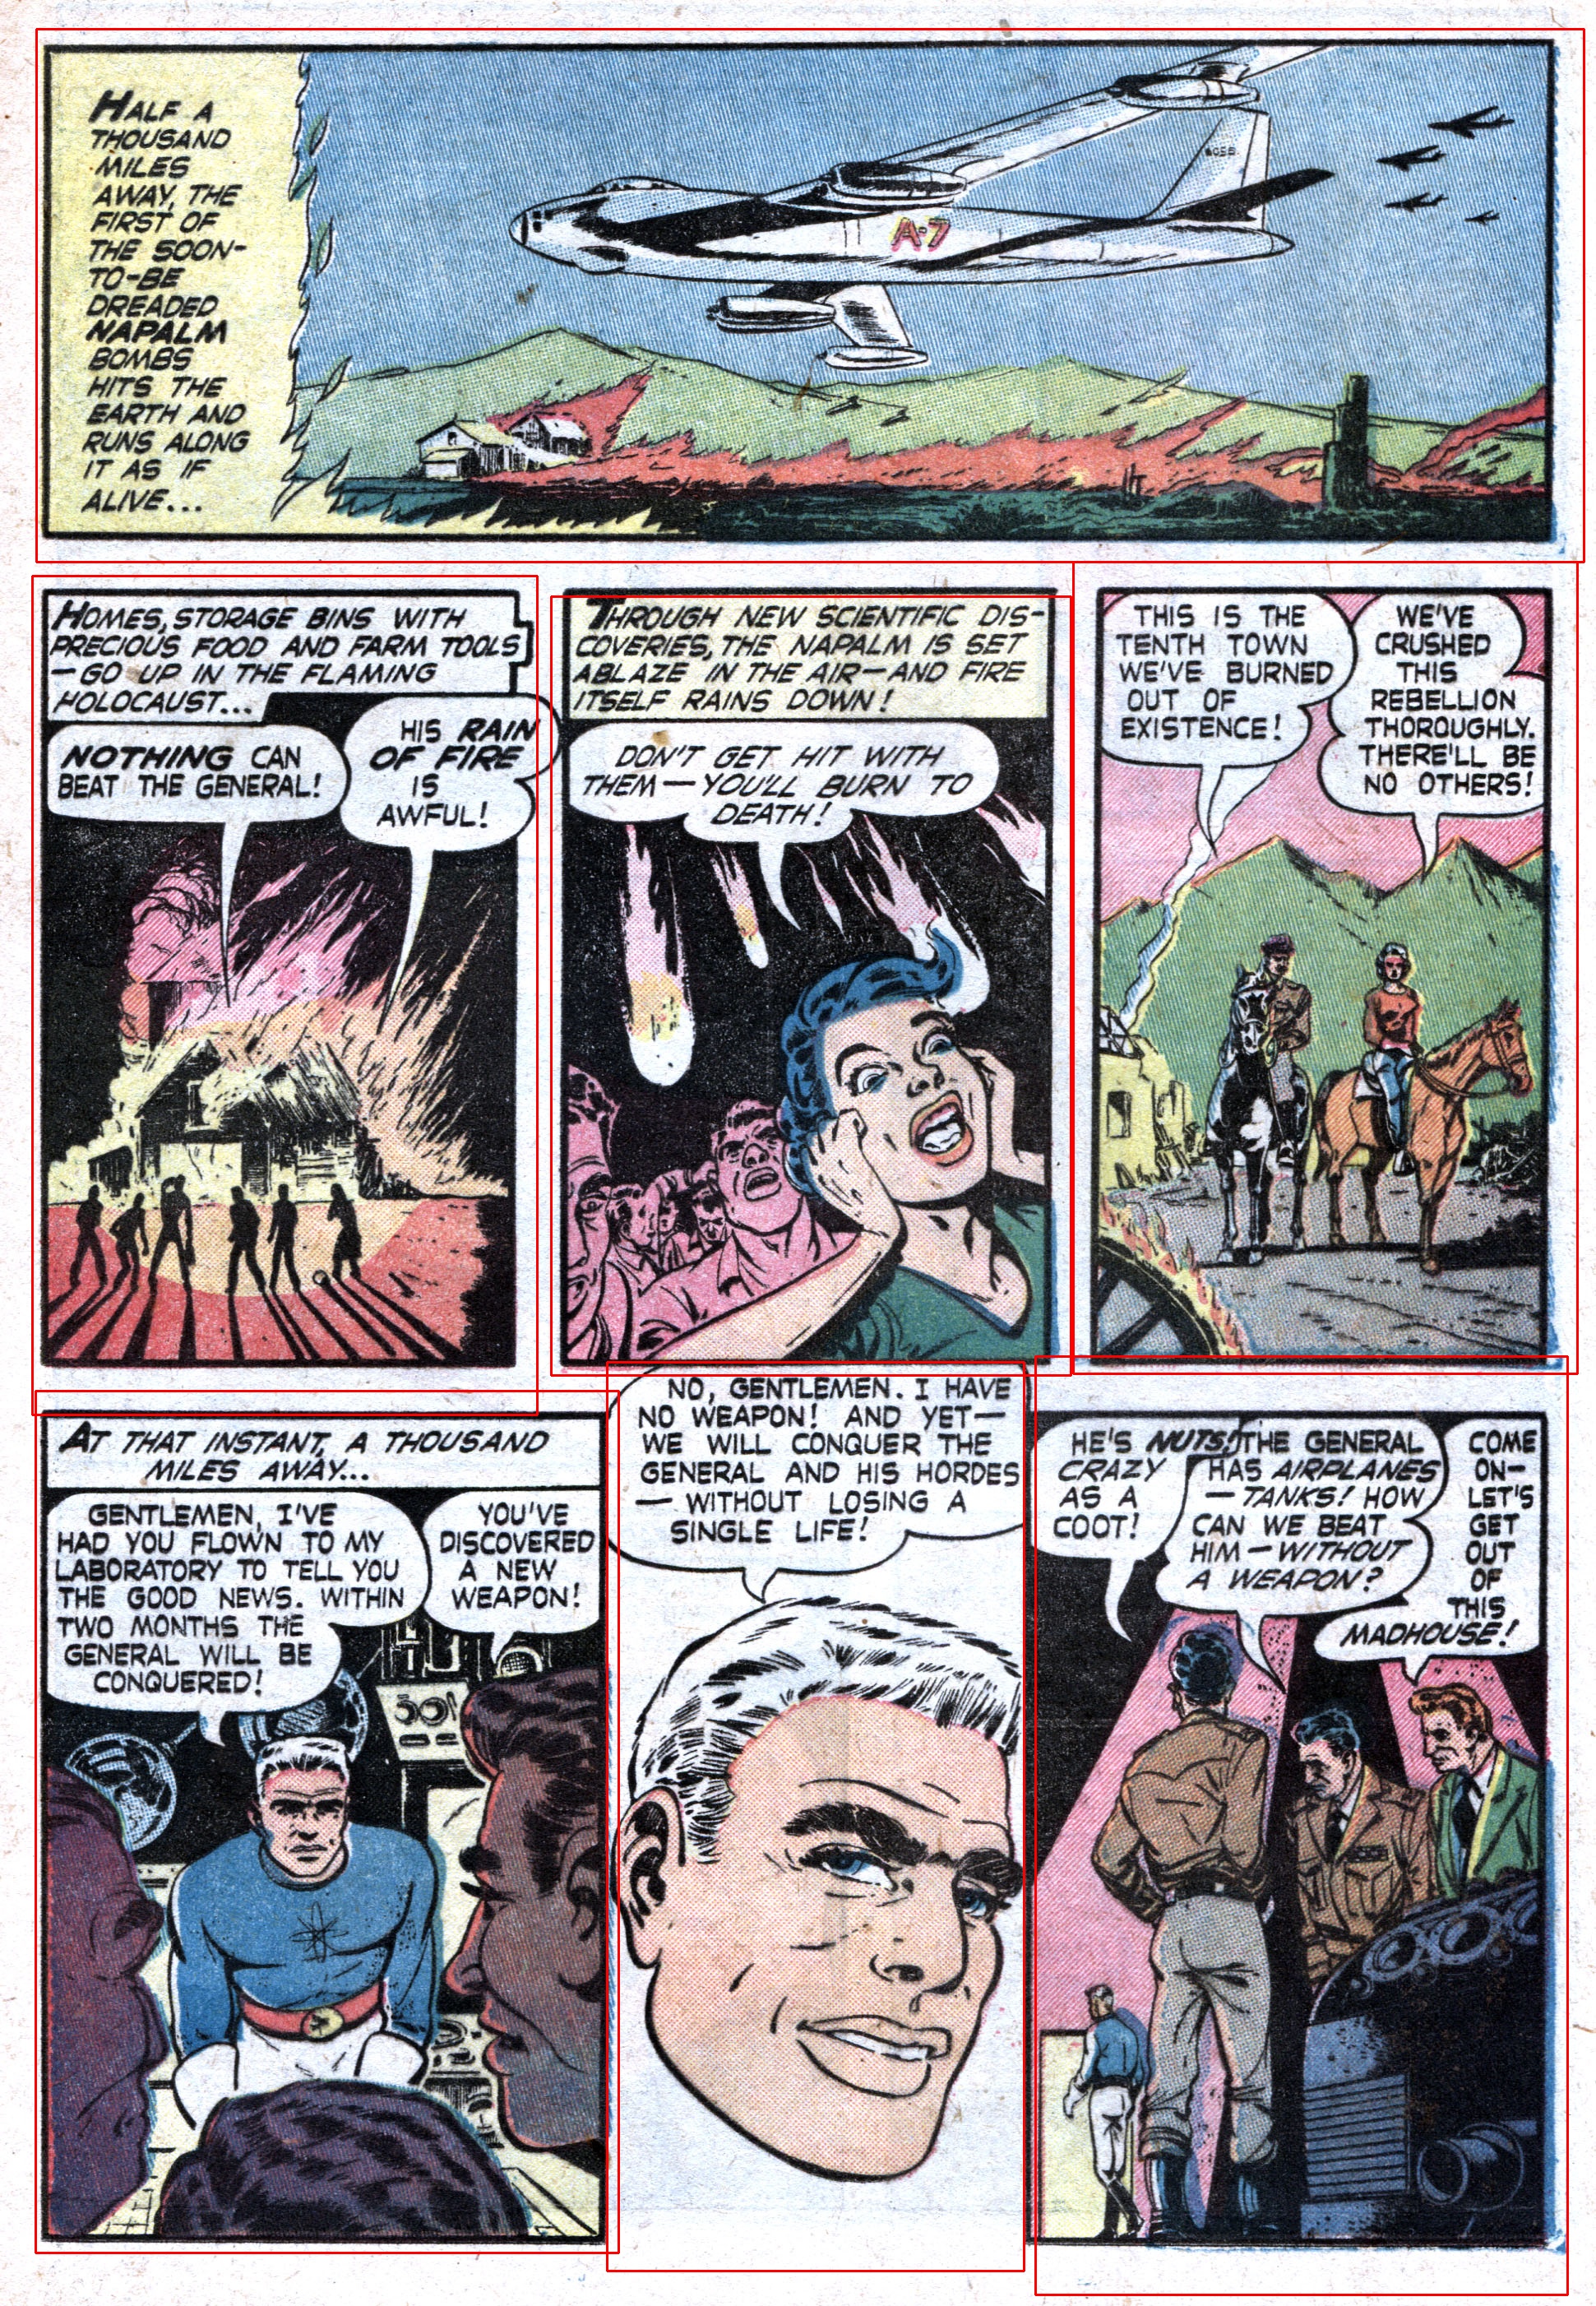 HALF A
THOUSAND
MILES
AWAY, THE
FIRST OF
THE SOON-
TO-BE
DREADED
NAPALM
BOMBS
HITS THE
EARTH AND
RUNS ALONG
IT AS IF
ALIVE...
A-7
HOMES, STORAGE BINS WITH
PRECIOUS FOOD AND FARM TOOLS
—GO UP IN THE FLAMING
HOLOCAUST...
NOTHING CAN
BEAT THE GENERAL!
HIS RAIN
OF FIRE
IS
AWFUL!
THROUGH NEW SCIENTIFIC DIS-
COVERIES, THE NAPALM IS SET
ABLAZE IN THE AIR—AND FIRE
ITSELF RAINS DOWN!
DON'T GET HIT WITH
THEM—YOU'LL BURN TO
DEATH!
THIS IS THE
TENTH TOWN
WE'VE BURNED
OUT OF
EXISTENCE!
WE'VE
CRUSHED
THIS
REBELLION
THOROUGHLY.
THERE'LL BE
NO OTHERS!
AT THAT INSTANT, A THOUSAND
MILES AWAY...
GENTLEMEN, I'VE
HAD YOU FLOWN TO MY
LABORATORY TO TELL YOU
THE GOOD NEWS. WITHIN
TWO MONTHS THE
GENERAL WILL BE
CONQUERED!
YOU'VE
DISCOVERED
A NEW
WEAPON!
NO, GENTLEMEN. I HAVE
NO WEAPON! AND YET—
WE WILL CONQUER THE
GENERAL AND HIS HORDES
—WITHOUT LOSING A
SINGLE LIFE!
HE'S NUTS!
CRAZY
AS A
COOT!
THE GENERAL
HAS AIRPLANES
—TANKS! HOW
CAN WE BEAT
HIM—WITHOUT
A WEAPON?
COME
ON—
LET'S
GET
OUT
OF
THIS
MADHOUSE!